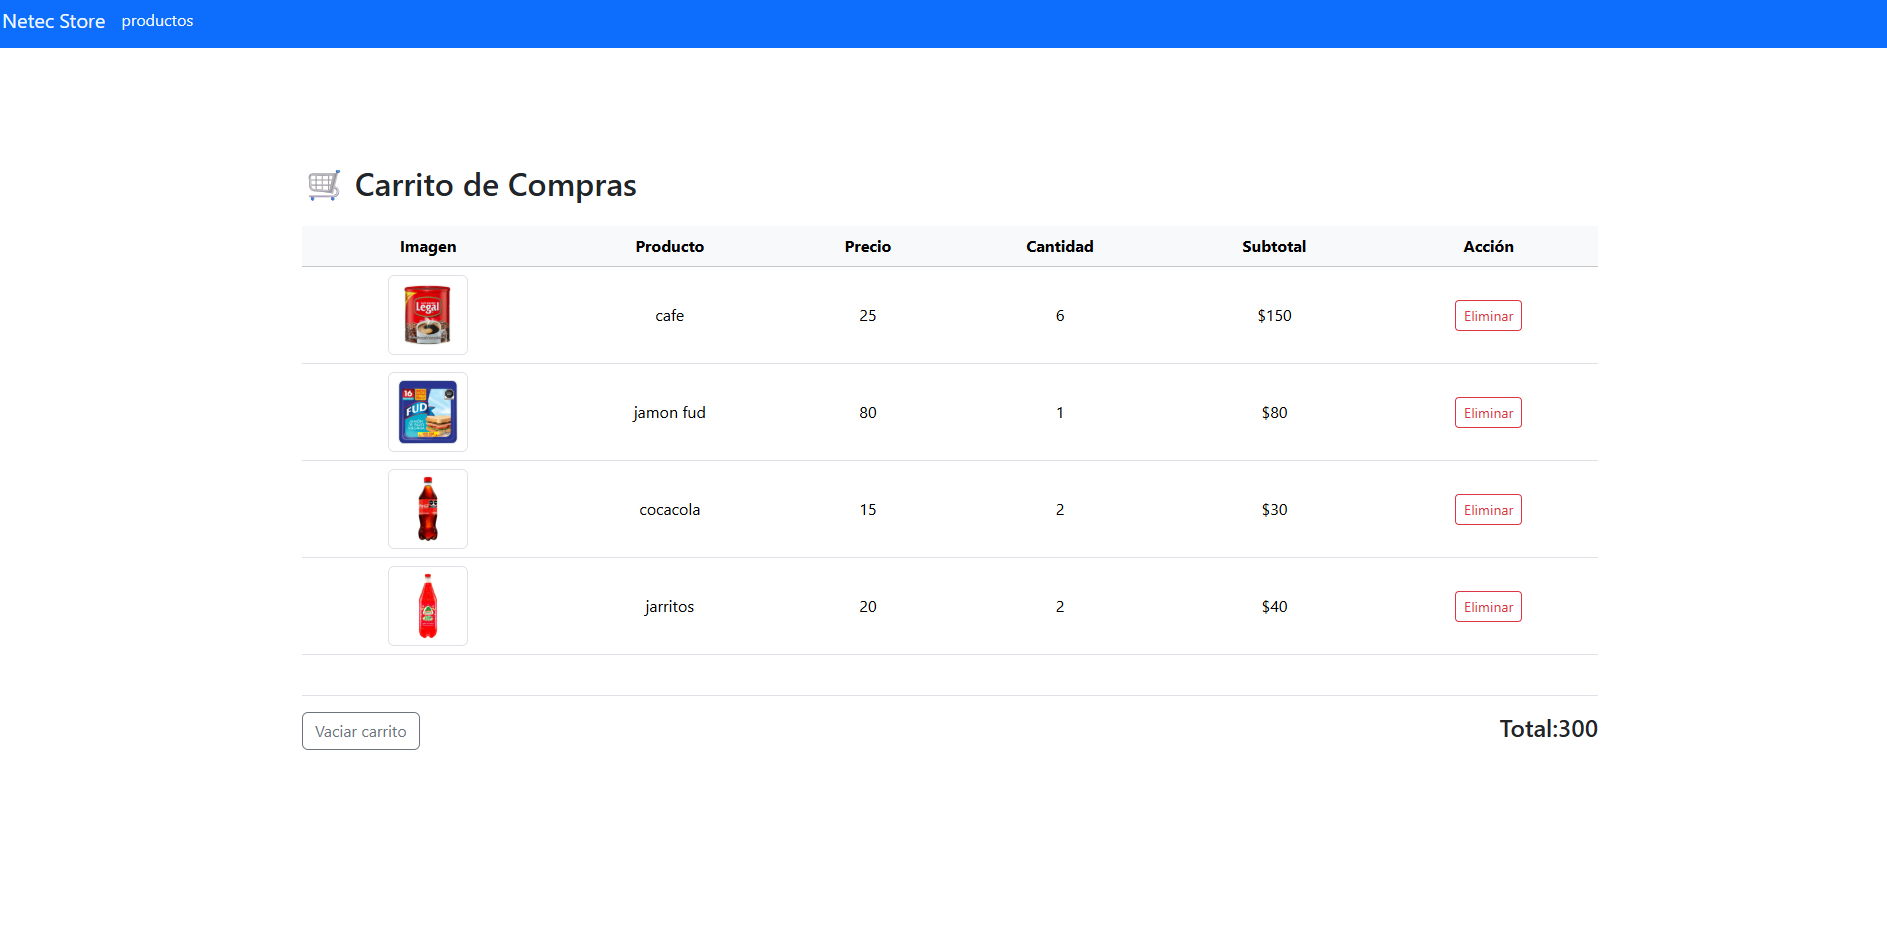 Netec Store productos
Carrito de Compras
Imagen Producto Precio Cantidad Subtotal Acción
Legal
cafe 25 6 $150 Eliminar
16
FUD
jamon fud 80 1 $80 Eliminar
cocacola 15 2 $30 Eliminar
jarritos 20 2 $40 Eliminar
Vaciar carrito Total:300